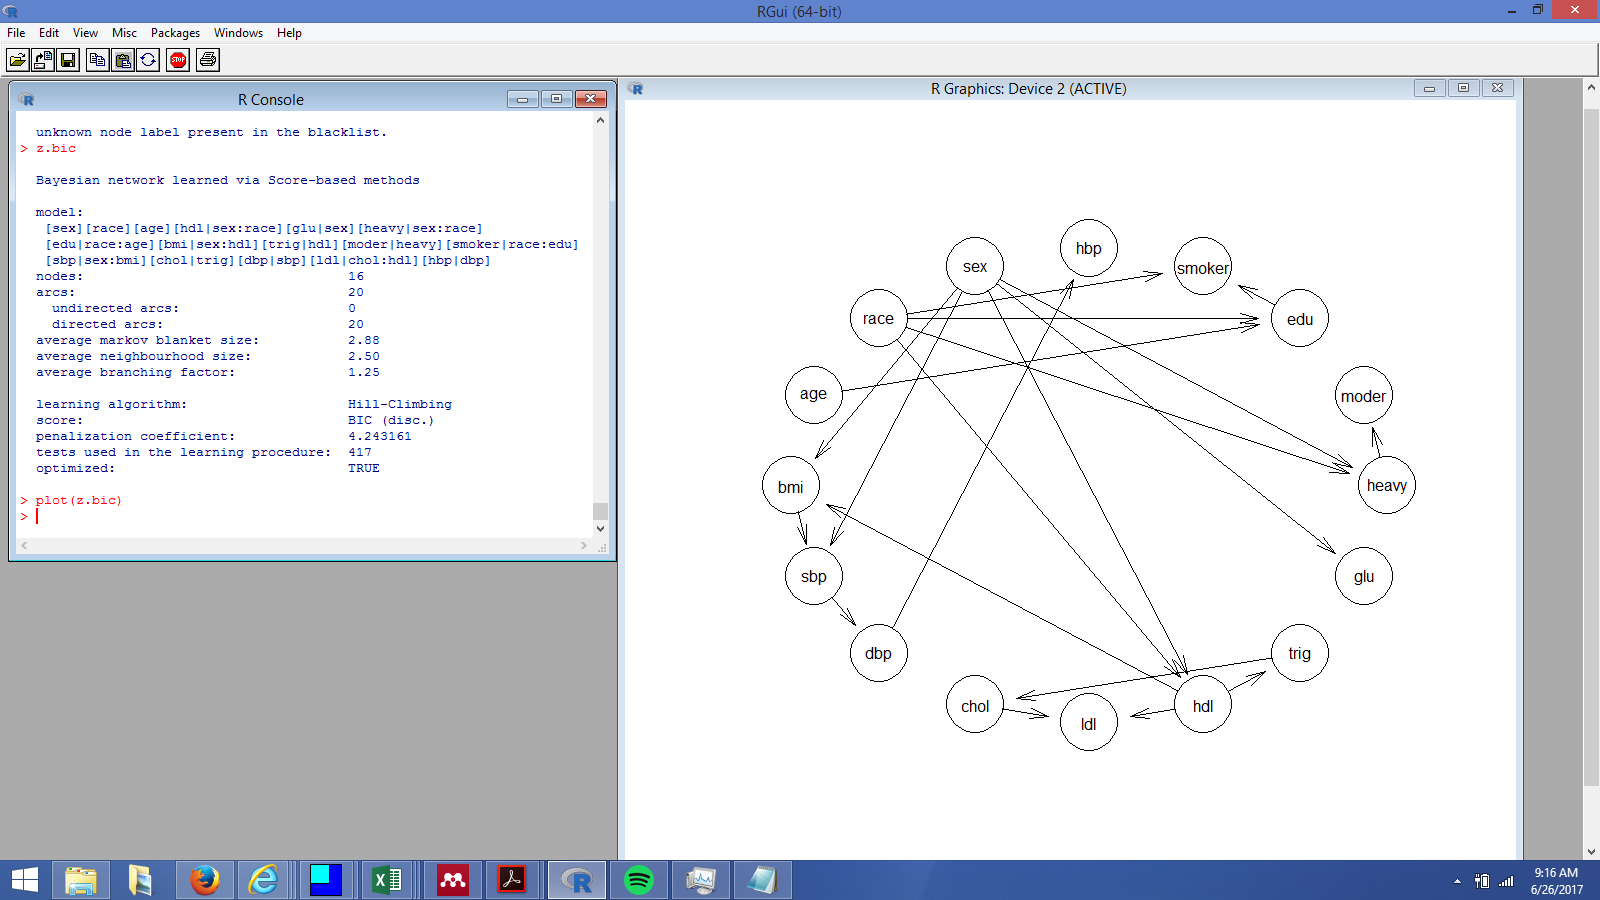 RGui (64-bit)
File Edit View Misc Packages Windows Help
STOP
R Console
unknown node label present in the blacklist.
> z.bic
Bayesian network learned via Score-based methods
model:
[sex][race][age][hdl|sex:race][glu|sex][heavy|sex:race]
[edu|race:age][bmi|sex:hdl][trig|hdl][moder|heavy][smoker|race:edu]
[sbp|sex:bmi][chol|trig][dbp|sbp][ldl|chol:hdl][hbp|dbp]
nodes: 16
arcs: 20
undirected arcs: 0
directed arcs: 20
average markov blanket size: 2.88
average neighbourhood size: 2.50
average branching factor: 1.25
learning algorithm: Hill-Climbing
score: BIC (disc.)
penalization coefficient: 4.243161
tests used in the learning procedure: 417
optimized: TRUE
> plot(z.bic)
>
R Graphics: Device 2 (ACTIVE)
hbp
sex
smoker
race
edu
age
moder
bmi
heavy
sbp
glu
dbp
trig
chol
hdl
ldl
9:16 AM
6/26/2017